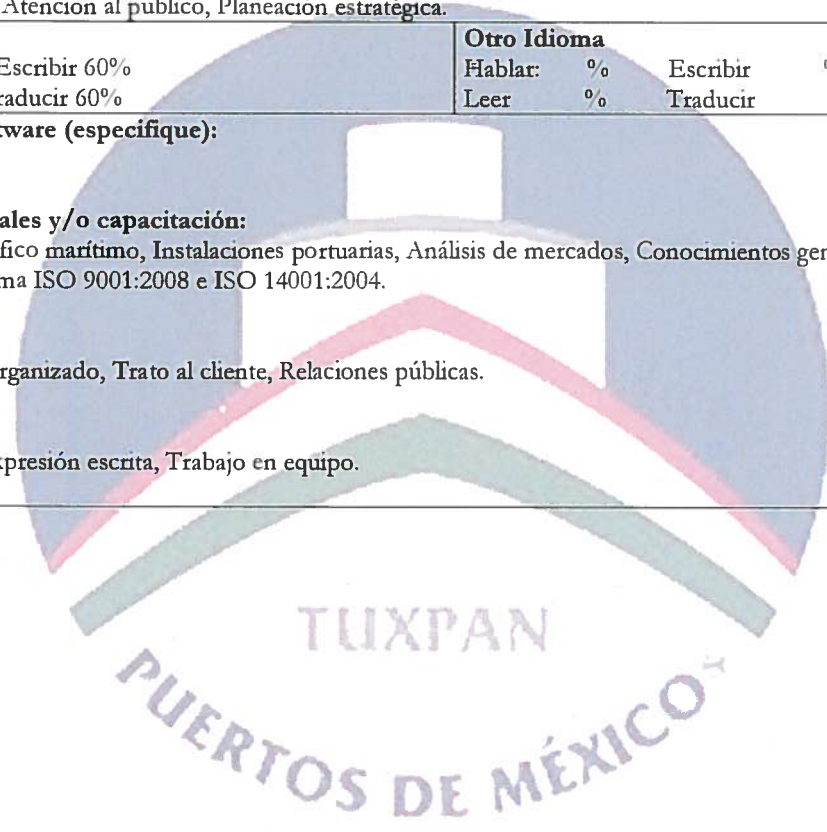 Atención al público, Planeación estratégica.
Otro Idioma
Escribir 60% Hablar: % Escribir
raducir 60% Leer % Traducir
tware (especifique):
ales y/o capacitación:
fico marítimo, Instalaciones portuarias, Análisis de mercados, Conocimientos ger
ma ISO 9001:2008 e ISO 14001:2004.
rganizado, Trato al cliente, Relaciones públicas.
xpresión escrita, Trabajo en equipo.
TUXPAN
PUERTOS DE MÉXICO